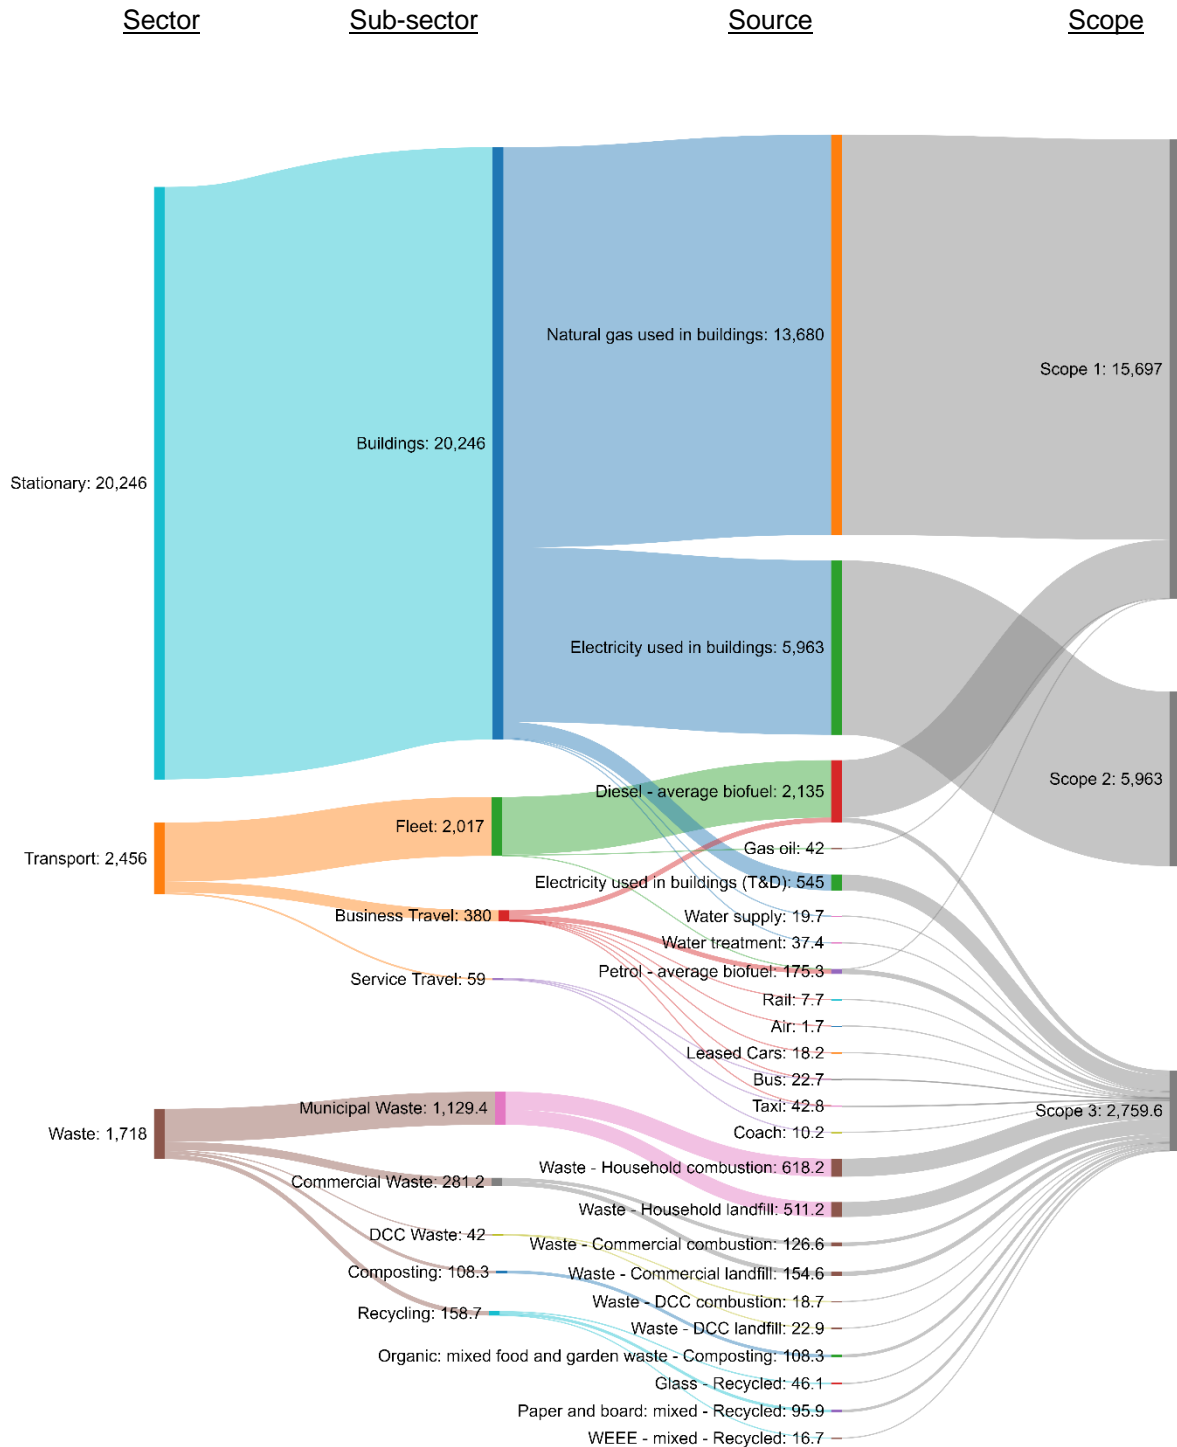 Sector
Sub-sector
Source
Scope
Natural gas used in buildings: 13,680
Scope 1: 15,697
Buildings: 20,246
Stationary: 20,246
Electricity used in buildings: 5,963
Scope 2: 5,963
Diesel - average biofuel: 2,135
Fleet: 2,017
Gas oil: 42
Transport: 2,456
Electricity used in buildings (T&D): 545
Business Travel: 380
Water supply: 19.7
Water treatment: 37.4
Petrol - average biofuel: 175.3
Service Travel: 59
Rail: 7.7
Air: 1.7
Leased Cars: 18.2
Bus: 22.7
Taxi: 42.8
Municipal Waste: 1,129.4
Scope 3: 2,759.6
Waste: 1,718
Coach: 10.2
Waste - Household combustion: 618.2
Commercial Waste: 281.2
Waste - Household landfill: 511.2
DCC Waste: 42
Waste - Commercial combustion: 126.6
Composting: 108.3
Waste - Commercial landfill: 154.6
Waste - DCC combustion: 18.7
Recycling: 158.7
Waste - DCC landfill: 22.9
Organic: mixed food and garden waste - Composting: 108.3
Glass - Recycled: 46.1
Paper and board: mixed - Recycled: 95.9
WEEE - mixed - Recycled: 16.7